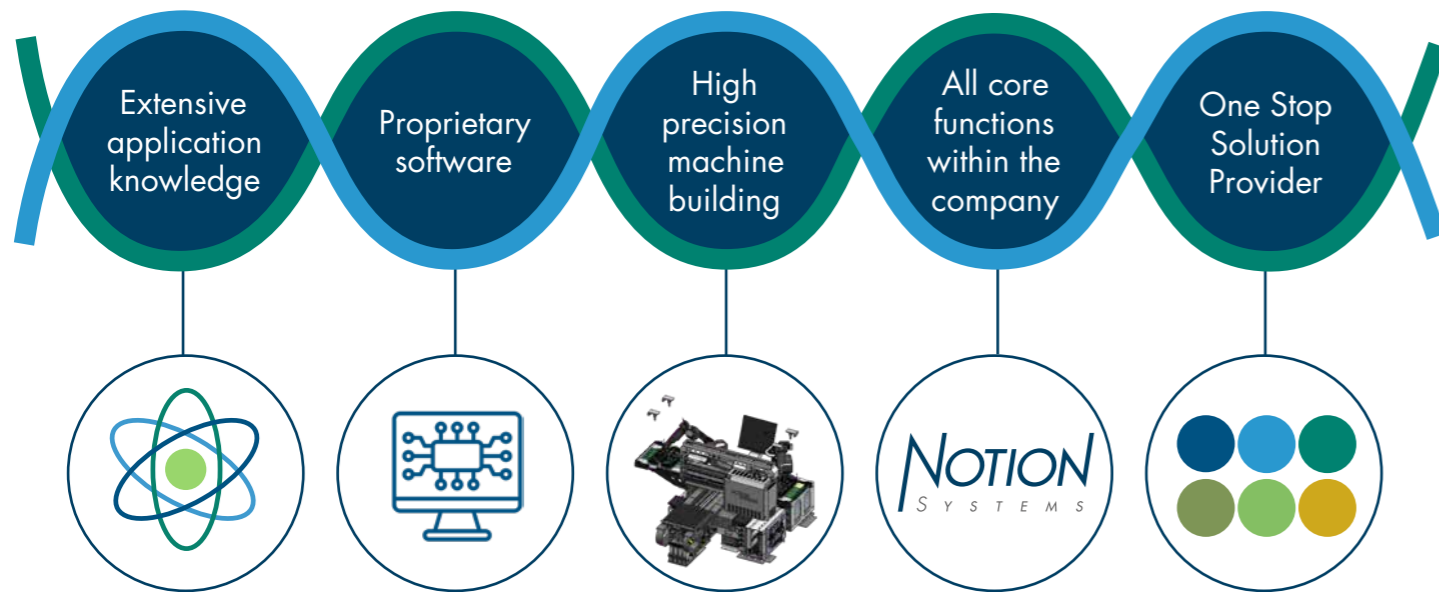 Extensive
application
knowledge
Proprietary
software
High
precision
machine
building
All core
functions
within the
company
One Stop
Solution
Provider
NOTION
SYSTEMS